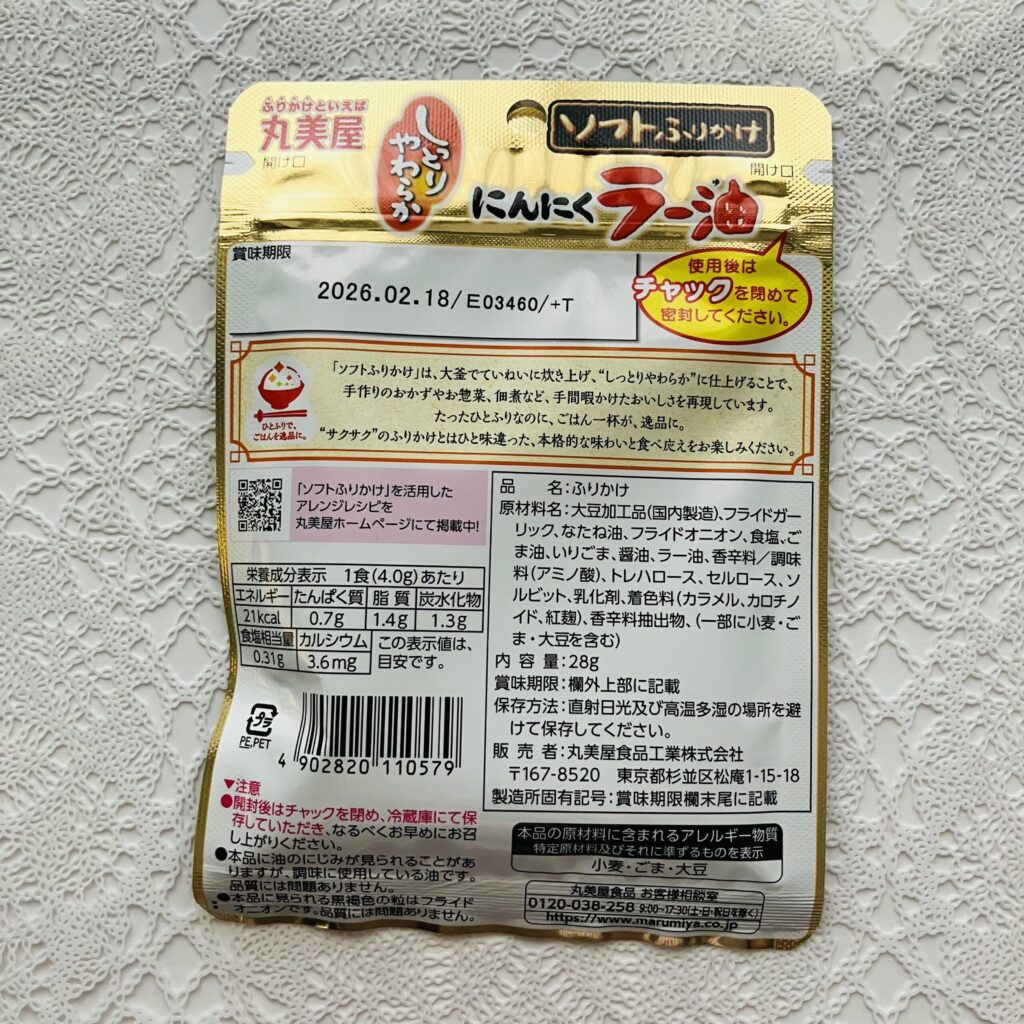 ふりかけといえば
丸美屋
開け口
しっとり
やわらか
ソフトふりかけ
開け口
にんにくラー油
賞味期限
2026.02.18/E03460/+T
使用後は
チャックを閉めて
密封してください。
「ソフトふりかけ」は、大釜でていねいに炊き上げ、“しっとりやわらか”に仕上げることで、
手作りのおかずやお惣菜、佃煮など、手間暇かけたおいしさを再現しています。
たったひとふりなのに、ごはん一杯が、逸品に。
“サクサク”のふりかけとはひと味違った、本格的な味わいと食べ応えをお楽しみください。
ひとふりで、
ごはんを逸品に。
「ソフトふりかけ」を活用した
アレンジレシピを
丸美屋ホームページにて掲載中!
栄養成分表示 1食(4.0g)あたり
エネルギー たんぱく質 脂質 炭水化物
21kcal 0.7g 1.4g 1.3g
食塩相当量 カルシウム この表示値は、
0.31g 3.6mg 目安です。
プラ
PE,PET
4 902820 110579
品名:ふりかけ
原材料名:大豆加工品(国内製造)、フライドガー
リック、なたね油、フライドオニオン、食塩、ご
ま油、いりごま、醤油、ラー油、香辛料/調味
料(アミノ酸)、トレハロース、セルロース、ソ
ルビット、乳化剤、着色料(カラメル、カロチノ
イド、紅麹)、香辛料抽出物、(一部に小麦・ご
ま・大豆を含む)
内容量:28g
賞味期限:欄外上部に記載
保存方法:直射日光及び高温多湿の場所を避
けて保存してください。
販売者:丸美屋食品工業株式会社
〒167-8520 東京都杉並区松庵1-15-18
製造所固有記号:賞味期限欄末尾に記載
▼注意
●開封後はチャックを閉め、冷蔵庫にて保
存していただき、なるべくお早めにお召
し上がりください。
●本品に油のにじみが見られることがあ
りますが、調味に使用している油です。
品質には問題ありません。
●本品に見られる黒褐色の粒はフライド
オニオンです。品質には問題ありません。
本品の原材料に含まれるアレルギー物質
特定原材料及びそれに準ずるものを表示
小麦・ごま・大豆
丸美屋食品 お客様相談室
0120-038-258 9:00~17:30(土・日・祝日を除く)
https://www.marumiya.co.jp